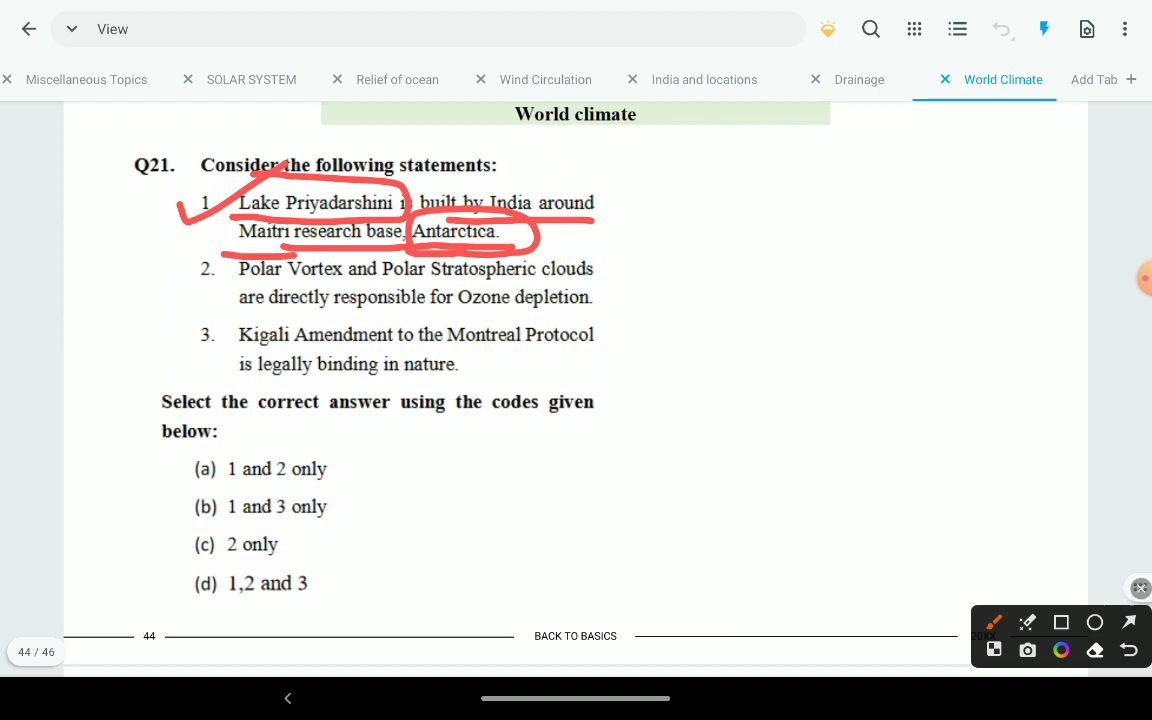 View
Miscellaneous Topics
SOLAR SYSTEM
Relief of ocean
Wind Circulation
India and locations
Drainage
World Climate
Add Tab
World climate
Q21. Consider the following statements:
1. Lake Priyadarshini is built by India around
Maitri research base, Antarctica.
2. Polar Vortex and Polar Stratospheric clouds
are directly responsible for Ozone depletion.
3. Kigali Amendment to the Montreal Protocol
is legally binding in nature.
Select the correct answer using the codes given
below:
(a) 1 and 2 only
(b) 1 and 3 only
(c) 2 only
(d) 1,2 and 3
44 BACK TO BASICS 20XX
44 / 46